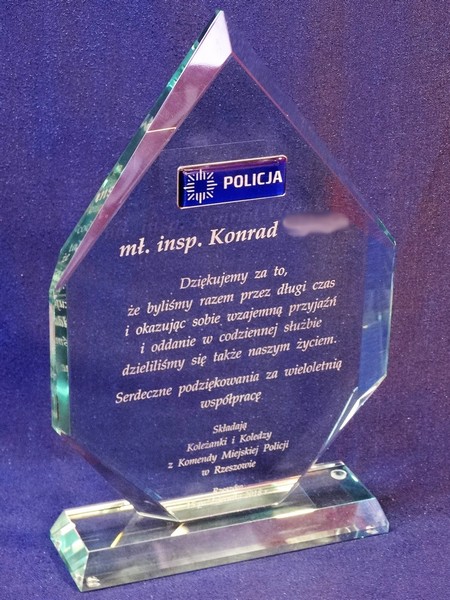 POLICJA
mł. insp. Konrad
Dziękujemy za to,
że byliśmy razem przez długi czas
i okazując sobie wzajemną przyjaźń
i oddanie w codziennej służbie
dzieliliśmy się także naszym życiem.
Serdeczne podziękowania za wieloletnią
współpracę
Składają
Koleżanki i Koledzy
z Komendy Miejskiej Policji
w Rzeszowie